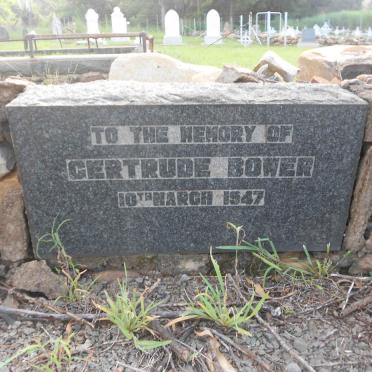 TO THE MEMORY OF
GERTRUDE BOWER
10TH MARCH 1947